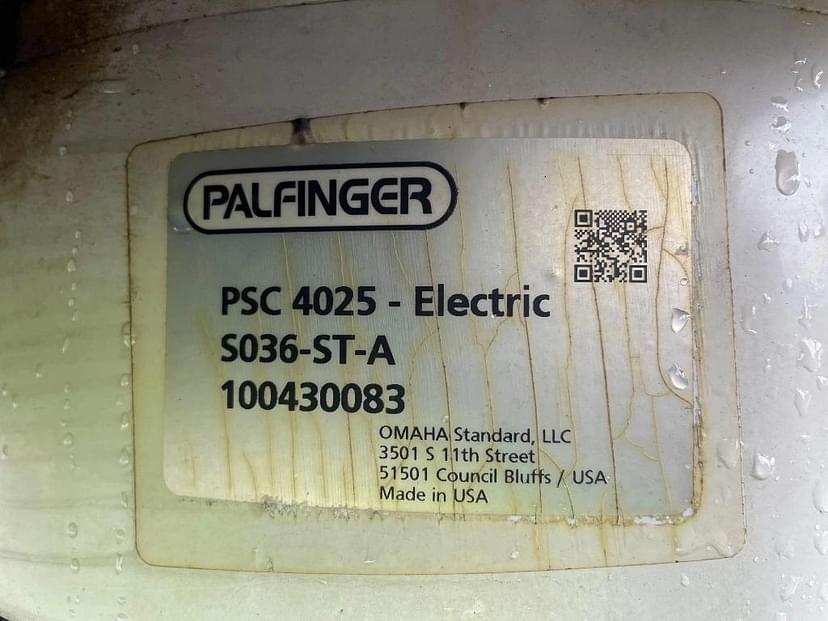 PALFINGER
PSC 4025 - Electric
S036-ST-A
100430083
OMAHA Standard, LLC
3501 S 11th Street
51501 Council Bluffs / USA
Made in USA